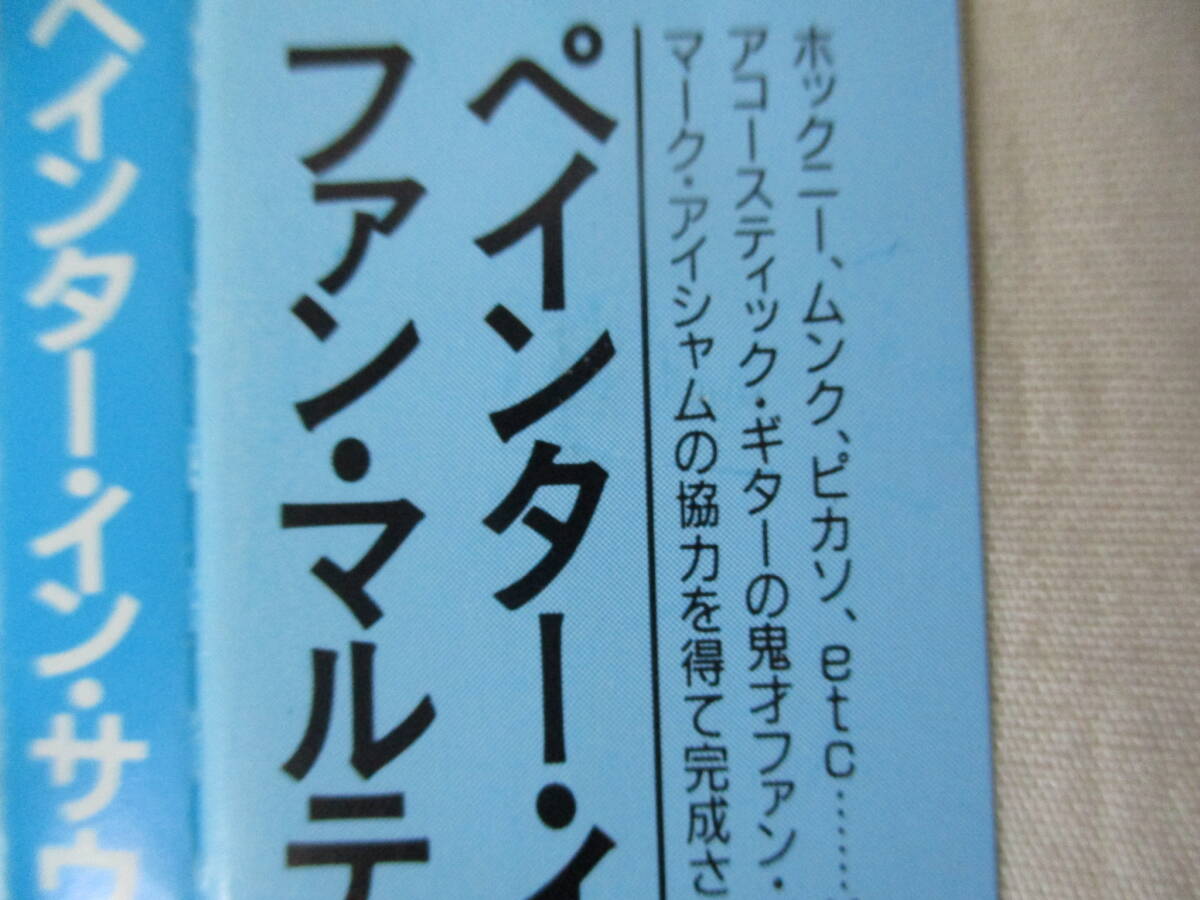 ホックニー、ムンク、ピカソ、etc・・・・・・
アコースティック・ギターの鬼才ファン・
マーク・アイシャムの協力を得て完成さ
ペインター・イ
ファン・マルテ
ペインター・イン・サウ